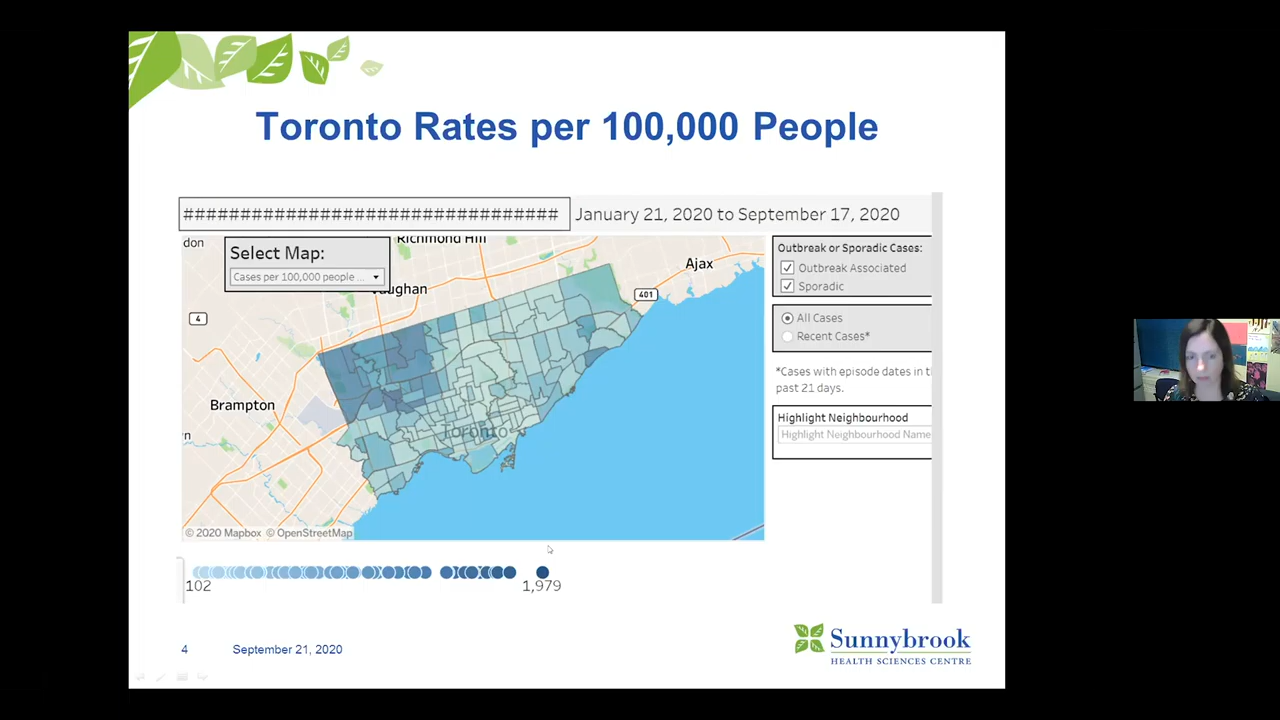 Toronto Rates per 100,000 People
################################# January 21, 2020 to September 17, 2020
don
Richmond Hill
Select Map:
Cases per 100,000 people ...
Vaughan
Ajax
401
4
Brampton
Toronto
© 2020 Mapbox © OpenStreetMap
Outbreak or Sporadic Cases:
Outbreak Associated
Sporadic
All Cases
Recent Cases*
*Cases with episode dates in t
past 21 days.
Highlight Neighbourhood
Highlight Neighbourhood Name
102
1,979
4
September 21, 2020
Sunnybrook
HEALTH SCIENCES CENTRE